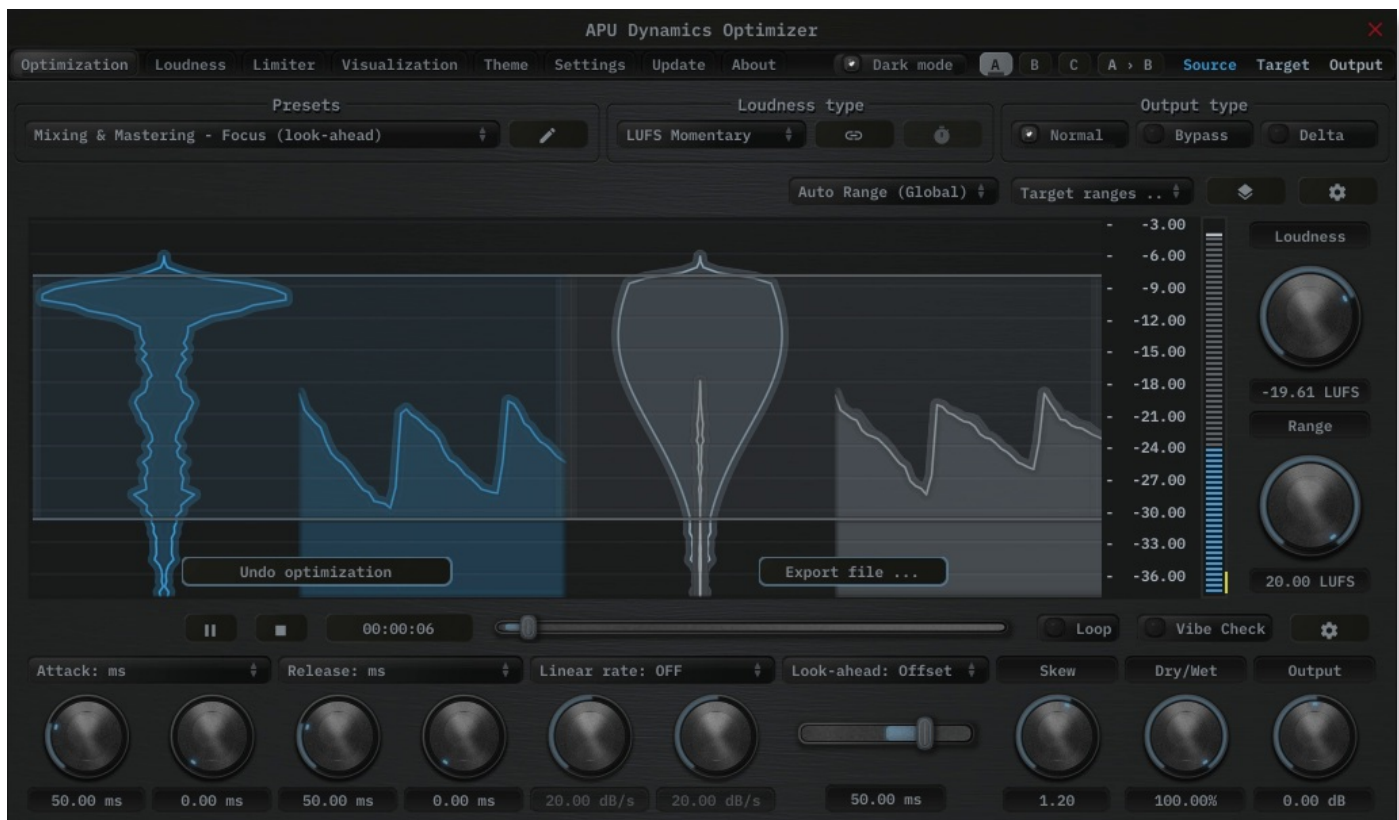 APU Dynamics Optimizer
Optimization Loudness Limiter Visualization Theme Settings Update About Dark mode A B C A › B Source Target Output
Presets Loudness type Output type
Mixing & Mastering - Focus (look-ahead) LUFS Momentary Normal Bypass Delta
Auto Range (Global) Target ranges ..
- -3.00
Loudness
- -6.00
- -9.00
- -12.00
- -15.00
- -18.00
-19.61 LUFS
- -21.00
Range
- -24.00
- -27.00
- -30.00
- -33.00
Undo optimization Export file ... - -36.00 20.00 LUFS
00:00:06 Loop Vibe Check
Attack: ms Release: ms Linear rate: OFF Look-ahead: Offset Skew Dry/Wet Output
50.00 ms 0.00 ms 50.00 ms 0.00 ms 20.00 dB/s 20.00 dB/s 50.00 ms 1.20 100.00% 0.00 dB